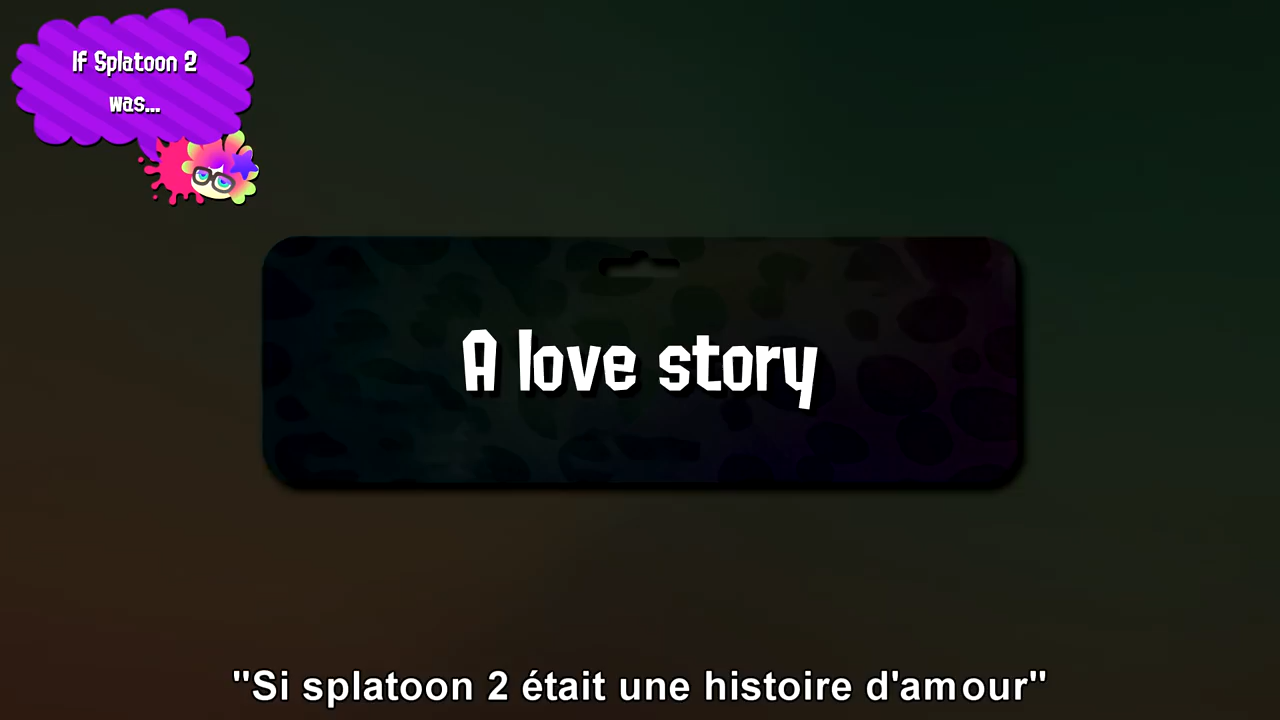 If Splatoon 2
was...
A love story
"Si splatoon 2 était une histoire d'amour"